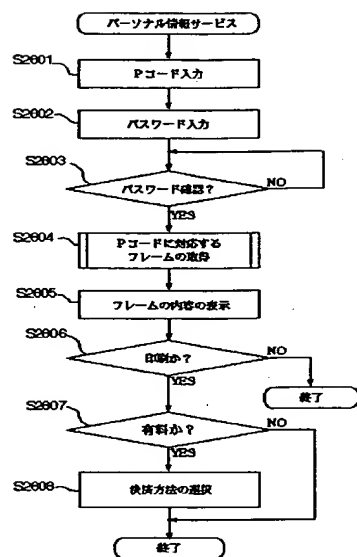 パーソナル情報サービス
S2601
Pコード入力
S2602
パスワード入力
S2603
パスワード確認?
NO
YES
S2604
Pコードに対応する
フレームの取得
S2605
フレームの内容の表示
S2606
印刷か?
NO
YES
終了
S2607
有料か?
NO
YES
S2608
決済方法の選択
終了